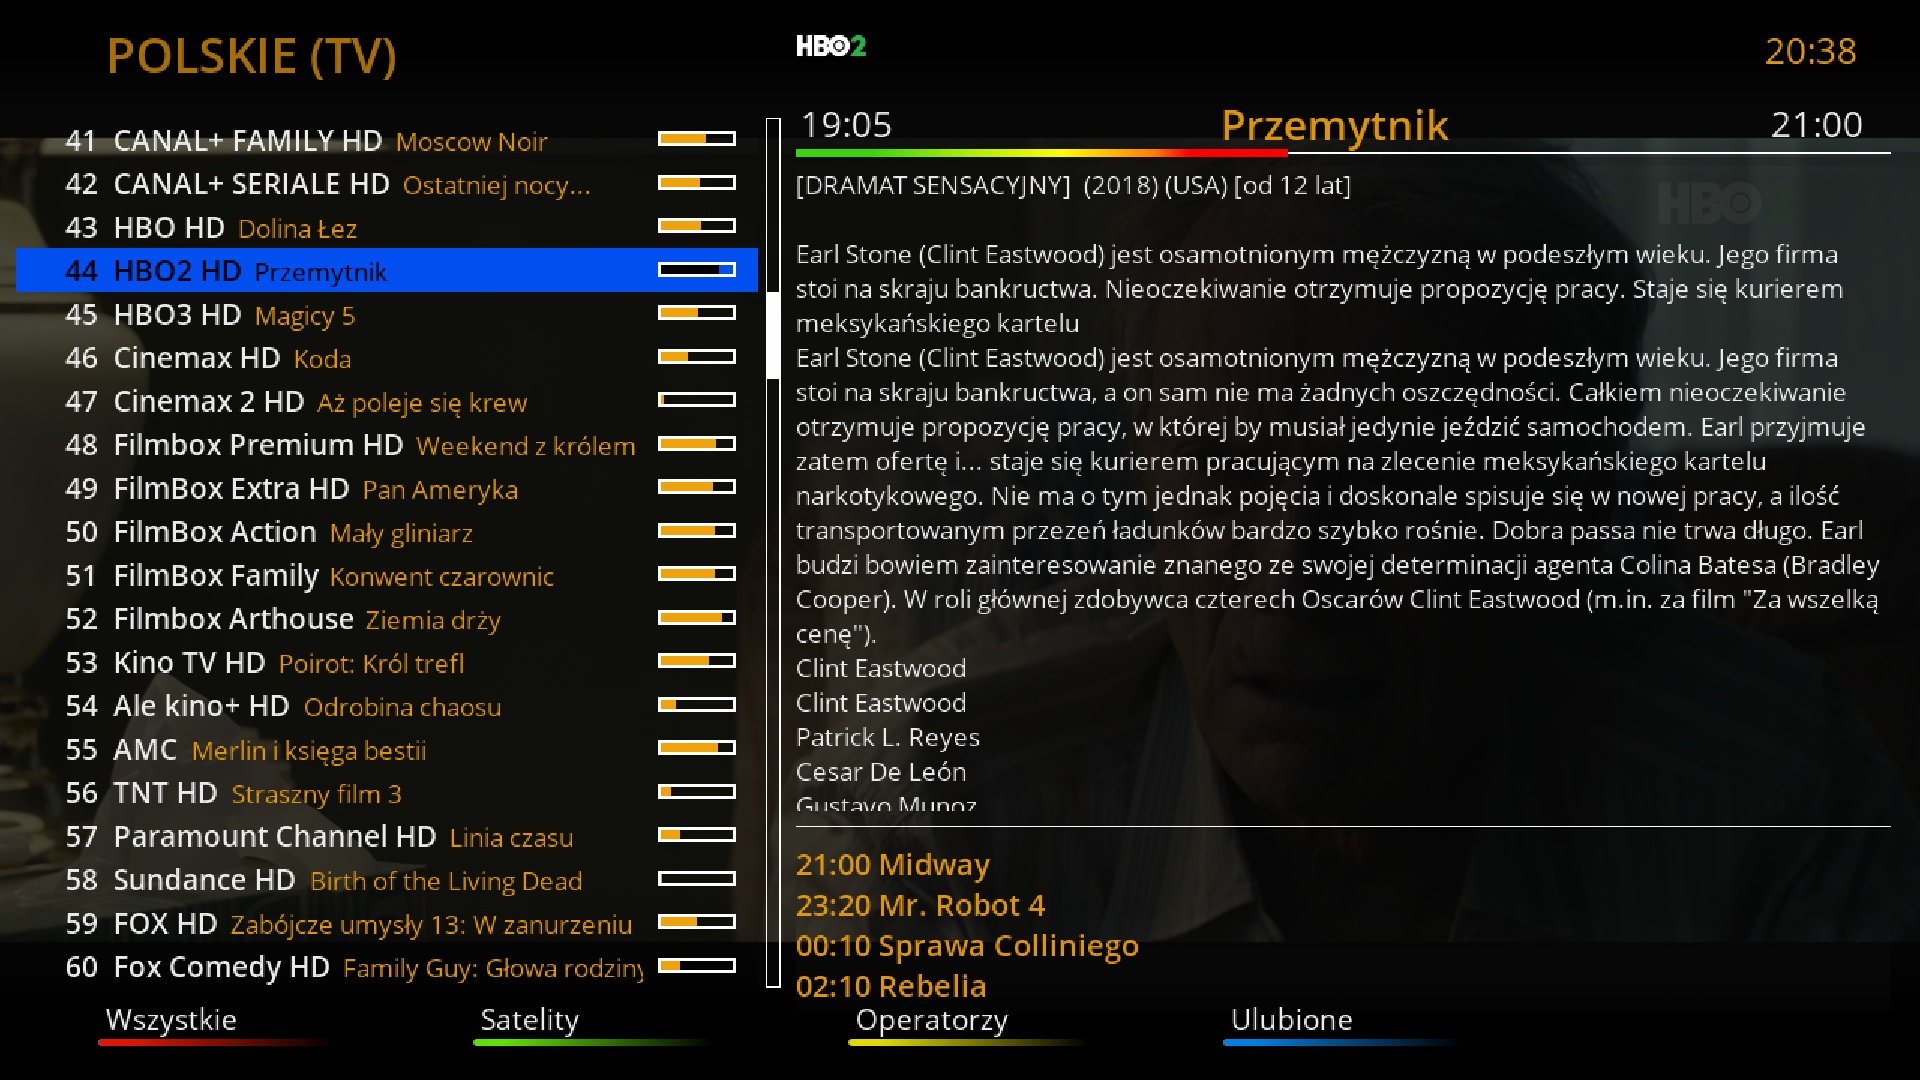 POLSKIE (TV)
HBO2
20:38
41 CANAL+ FAMILY HD Moscow Noir
42 CANAL+ SERIALE HD Ostatniej nocy...
43 HBO HD Dolina Łez
44 HBO2 HD Przemytnik
45 HBO3 HD Magicy 5
46 Cinemax HD Koda
47 Cinemax 2 HD Aż poleje się krew
48 Filmbox Premium HD Weekend z królem
49 FilmBox Extra HD Pan Ameryka
50 FilmBox Action Mały gliniarz
51 FilmBox Family Konwent czarownic
52 Filmbox Arthouse Ziemia drży
53 Kino TV HD Poirot: Król trefl
54 Ale kino+ HD Odrobina chaosu
55 AMC Merlin i księga bestii
56 TNT HD Straszny film 3
57 Paramount Channel HD Linia czasu
58 Sundance HD Birth of the Living Dead
59 FOX HD Zabójcze umysły 13: W zanurzeniu
60 Fox Comedy HD Family Guy: Głowa rodziny
19:05 Przemytnik 21:00
[DRAMAT SENSACYJNY] (2018) (USA) [od 12 lat]
HBO2
Earl Stone (Clint Eastwood) jest osamotnionym mężczyzną w podeszłym wieku. Jego firma
stoi na skraju bankructwa. Nieoczekiwanie otrzymuje propozycję pracy. Staje się kurierem
meksykańskiego kartelu
Earl Stone (Clint Eastwood) jest osamotnionym mężczyzną w podeszłym wieku. Jego firma
stoi na skraju bankructwa, a on sam nie ma żadnych oszczędności. Całkiem nieoczekiwanie
otrzymuje propozycję pracy, w której by musiał jedynie jeździć samochodem. Earl przyjmuje
zatem ofertę i... staje się kurierem pracującym na zlecenie meksykańskiego kartelu
narkotykowego. Nie ma o tym jednak pojęcia i doskonale spisuje się w nowej pracy, a ilość
transportowanym przezeń ładunków bardzo szybko rośnie. Dobra passa nie trwa długo. Earl
budzi bowiem zainteresowanie znanego ze swojej determinacji agenta Colina Batesa (Bradley
Cooper). W roli głównej zdobywca czterech Oscarów Clint Eastwood (m.in. za film "Za wszelką
cenę").
Clint Eastwood
Clint Eastwood
Patrick L. Reyes
Cesar De León
Gustavo Munoz
21:00 Midway
23:20 Mr. Robot 4
00:10 Sprawa Colliniego
02:10 Rebelia
Wszystkie
Satelity
Operatorzy
Ulubione